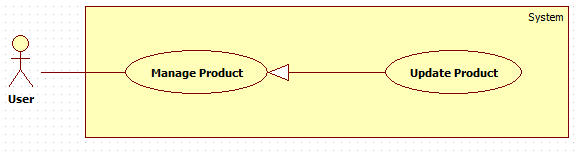 System
Manage Product
Update Product
User